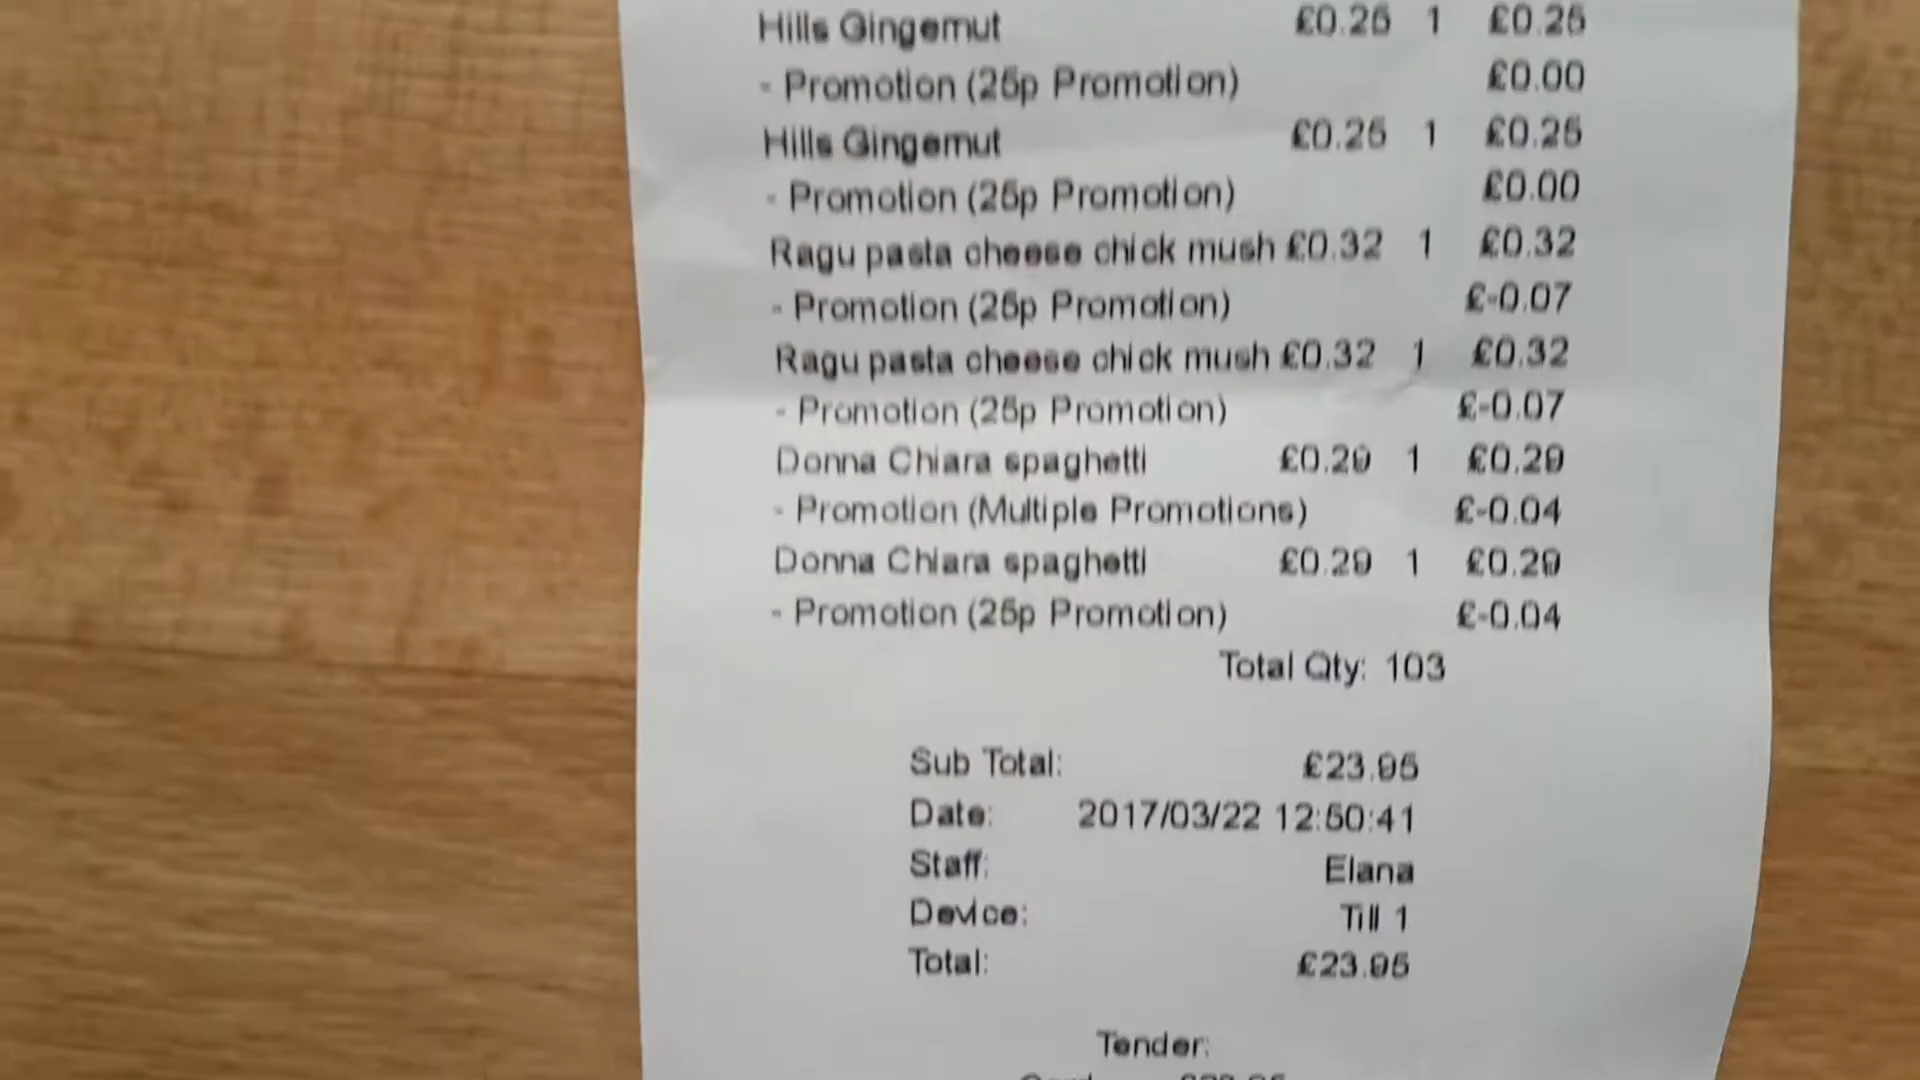 Hills Gingernut £0.25 1 £0.25
- Promotion (25p Promotion) £0.00
Hills Gingernut £0.25 1 £0.25
- Promotion (25p Promotion) £0.00
Ragu pasta cheese chick mush £0.32 1 £0.32
- Promotion (25p Promotion) £-0.07
Ragu pasta cheese chick mush £0.32 1 £0.32
- Promotion (25p Promotion) £-0.07
Donna Chiara spaghetti £0.29 1 £0.29
- Promotion (Multiple Promotions) £-0.04
Donna Chiara spaghetti £0.29 1 £0.29
- Promotion (25p Promotion) £-0.04
Total Qty: 103
Sub Total: £23.95
Date: 2017/03/22 12:50:41
Staff: Elana
Device: Till 1
Total: £23.95
Tender: